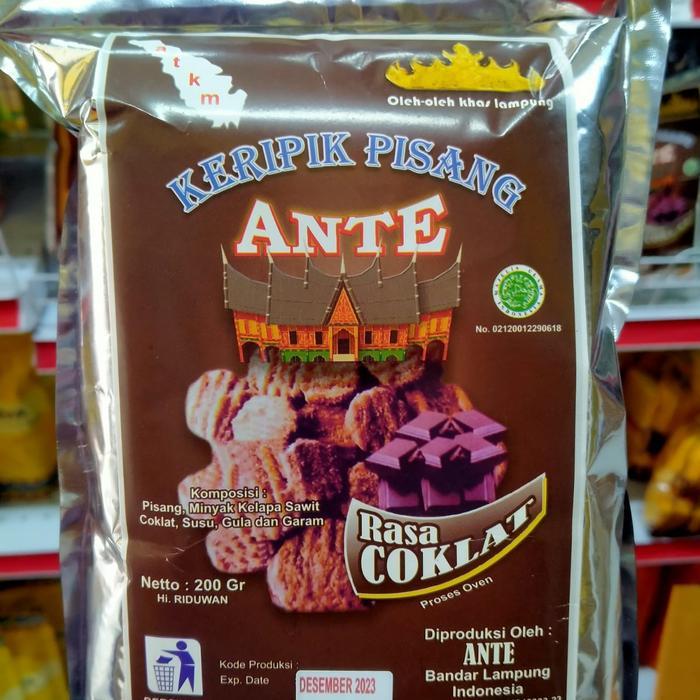 atkm
Oleh-oleh khas lampung
KERIPIK PISANG
ANTE
No. 02120012290618
Komposisi :
Pisang, Minyak Kelapa Sawit
Coklat, Susu, Gula dan Garam
Rasa
COKLAT
Proses Oven
Netto : 200 Gr
Hi. RIDUWAN
Kode Produksi :
Exp. Date
DESEMBER 2023
Diproduksi Oleh :
ANTE
Bandar Lampung
Indonesia